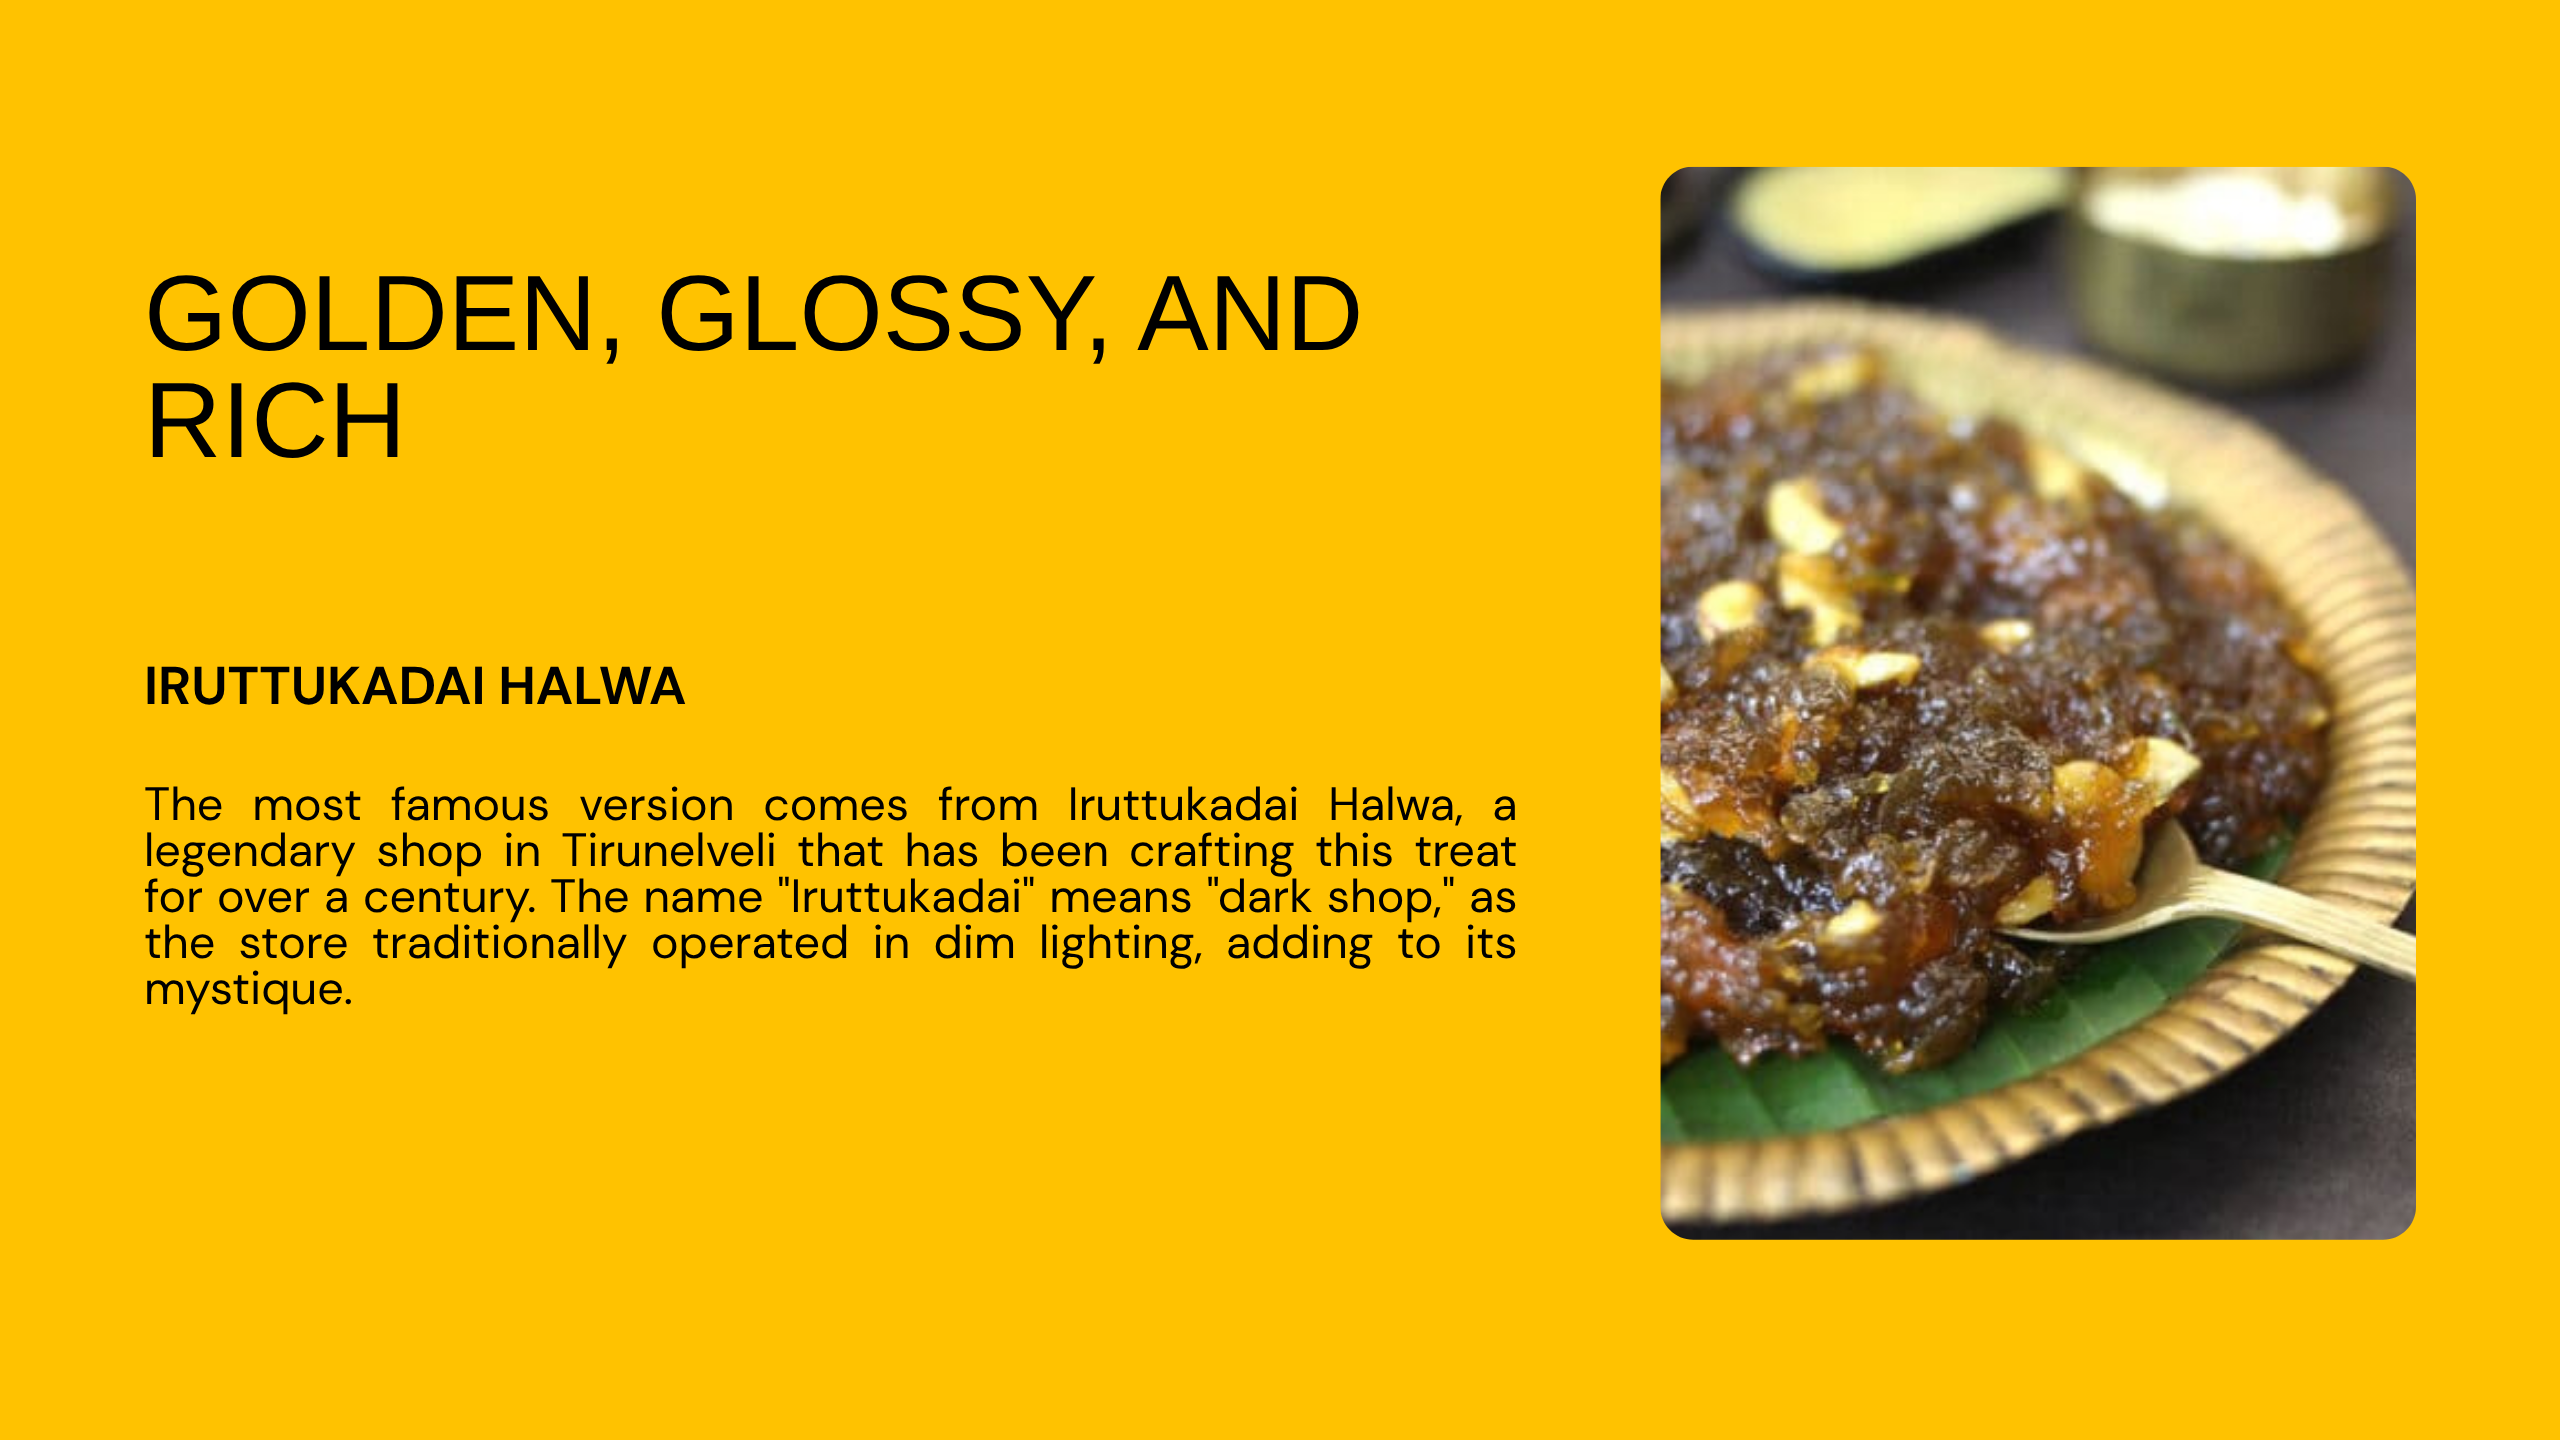 GOLDEN, GLOSSY, AND
RICH
IRUTTUKADAI HALWA
The most famous version comes from Iruttukadai Halwa, a
legendary shop in Tirunelveli that has been crafting this treat
for over a century. The name "Iruttukadai" means "dark shop," as
the store traditionally operated in dim lighting, adding to its
mystique.